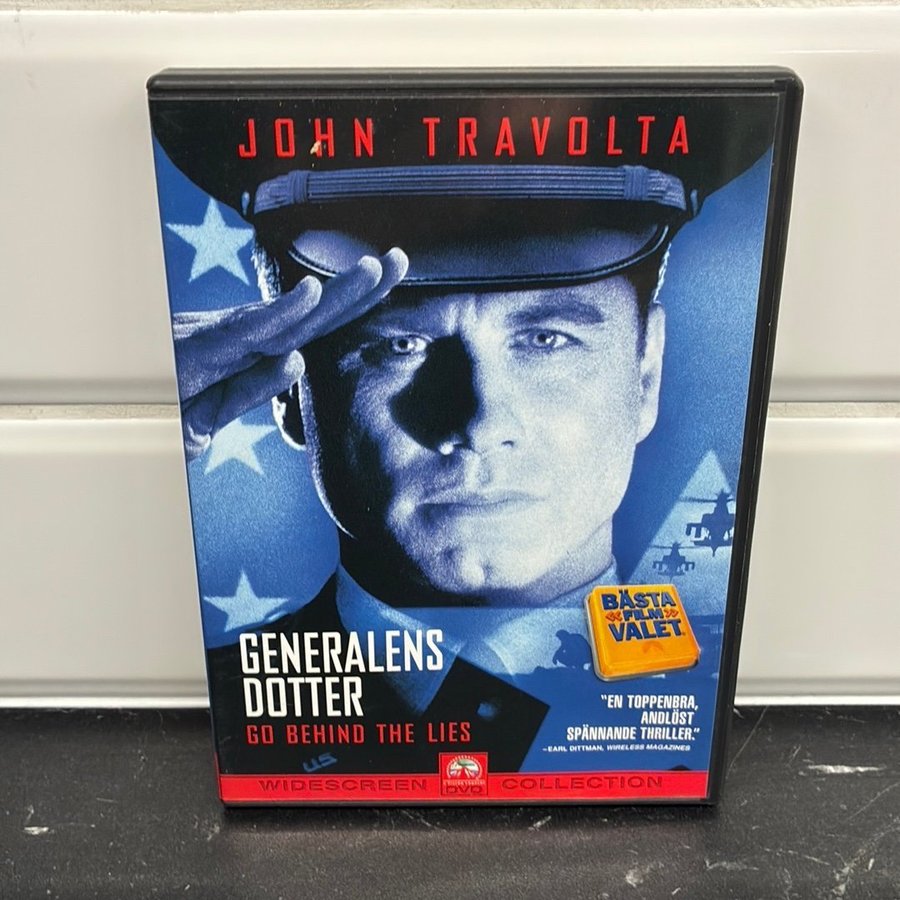 JOHN TRAVOLTA
BÄSTA
«FILM»
VALET
GENERALENS
DOTTER
GO BEHIND THE LIES
"EN TOPPENBRA,
ANDLÖST
SPÄNNANDE THRILLER."
–EARL DITTMAN, WIRELESS MAGAZINES
WIDESCREEN DVD COLLECTION